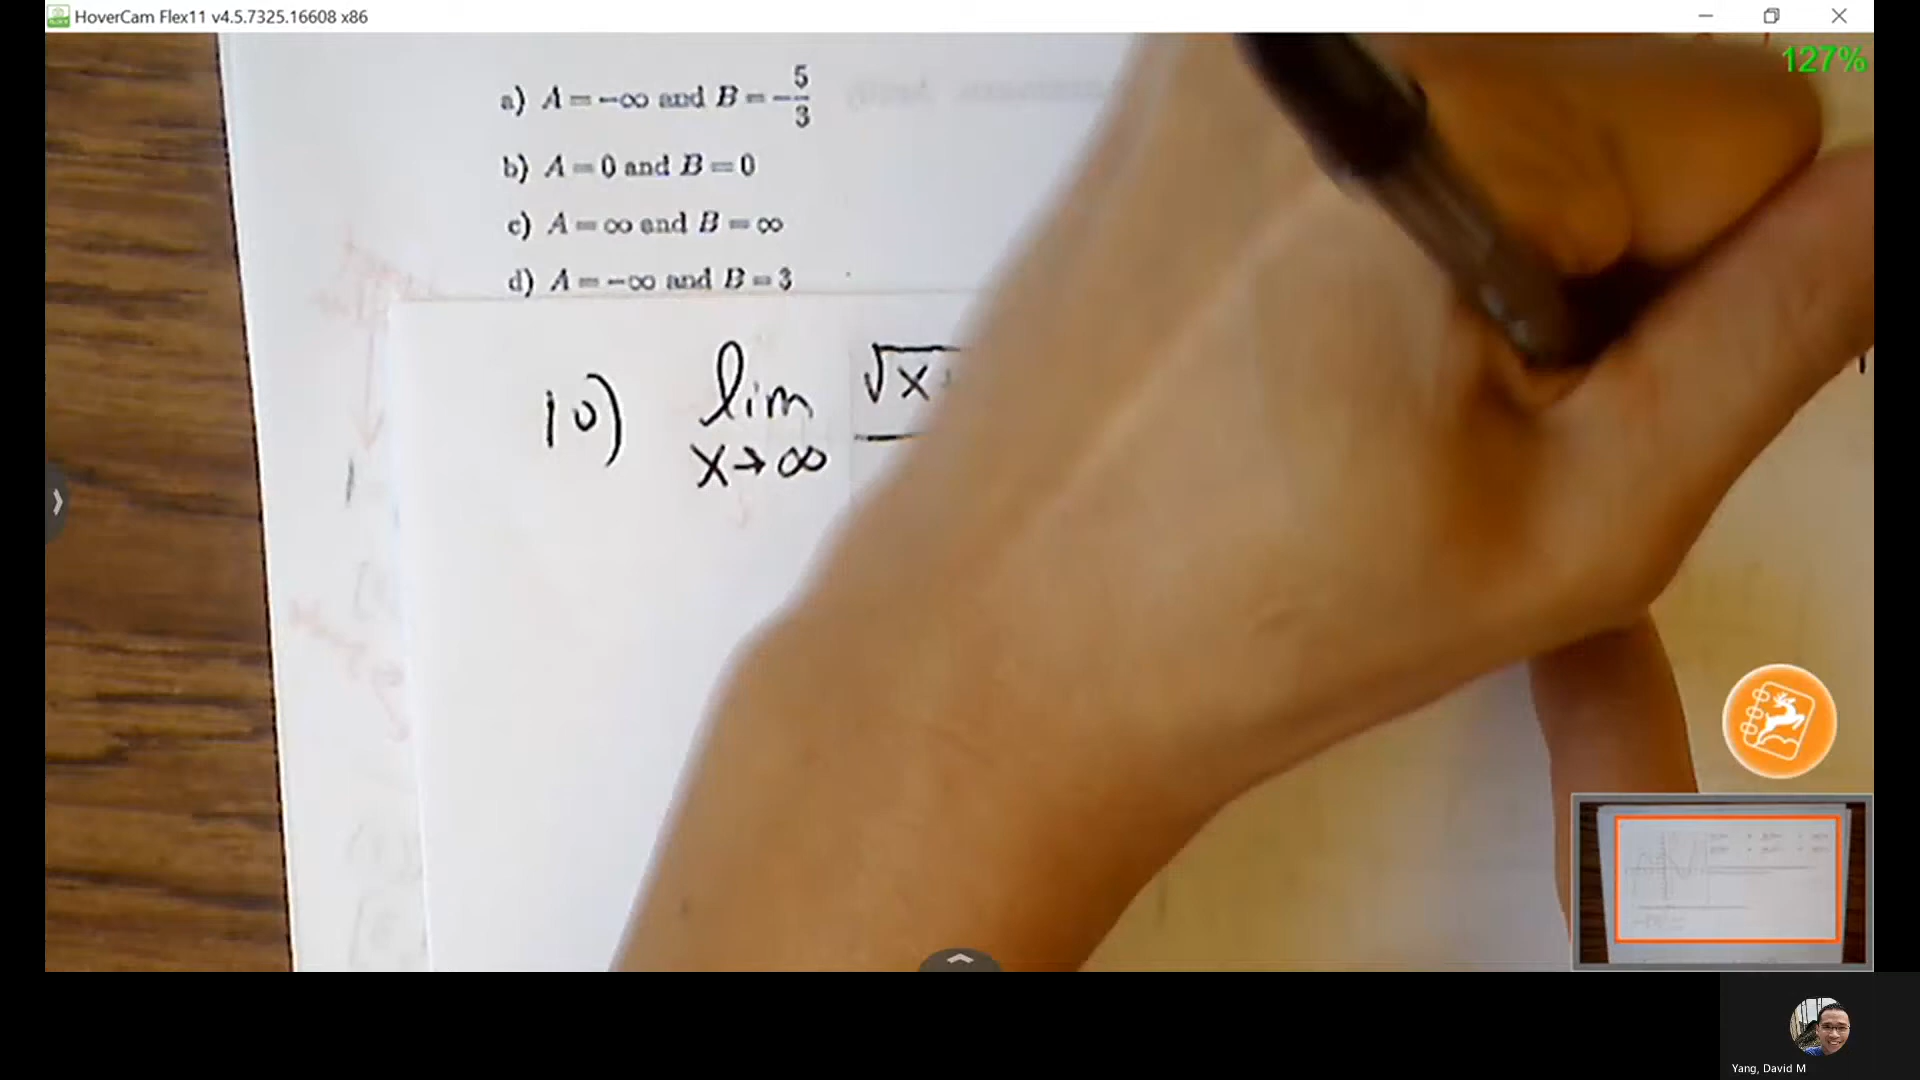 HoverCam Flex11 v4.5.7325.16608 x86
127%
a) A = -∞ and B = -5/3
b) A = 0 and B = 0
c) A = ∞ and B = ∞
d) A = -∞ and B = 3
10) lim √x
x→∞
Yang, David M